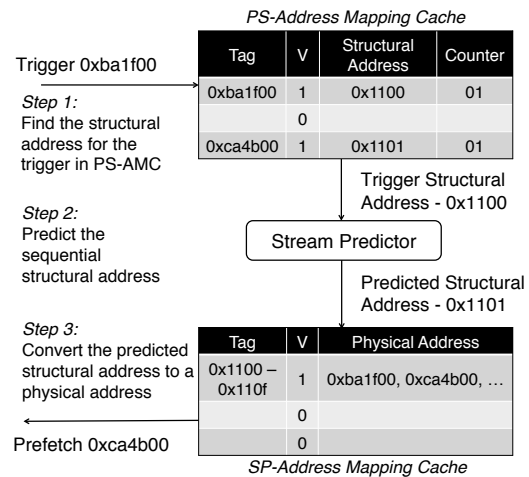 PS-Address Mapping Cache
Tag V Structural Address Counter
Trigger 0xba1f00
0xba1f00 1 0x1100 01
0
0xca4b00 1 0x1101 01
Step 1:
Find the structural
address for the
trigger in PS-AMC
Trigger Structural
Address - 0x1100
Step 2:
Predict the
sequential
structural address
Stream Predictor
Predicted Structural
Address - 0x1101
Step 3:
Convert the predicted
structural address to a
physical address
Tag V Physical Address
0x1100 –
0x110f
1 0xba1f00, 0xca4b00, …
0
0
Prefetch 0xca4b00
SP-Address Mapping Cache